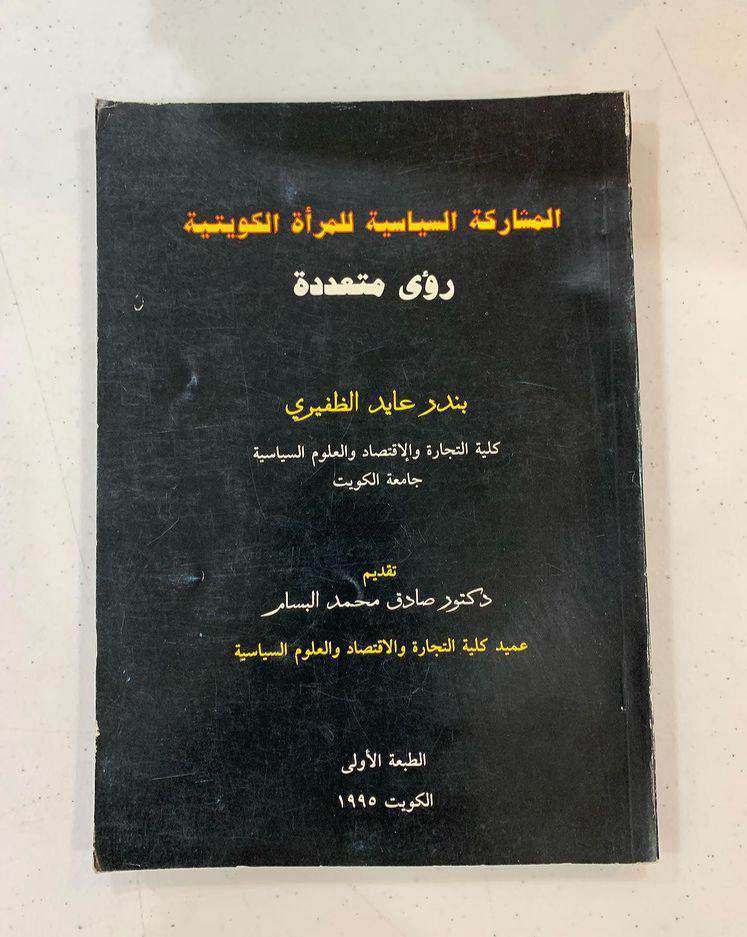 المشاركة السياسية للمرأة الكويتية
رؤى متعددة
بندر عايد الظفيري
كلية التجارة والإقتصاد والعلوم السياسية
جامعة الكويت
تقديم
دكتور صادق محمد البسام
عميد كلية التجارة والاقتصاد والعلوم السياسية
الطبعة الأولى
الكويت ١٩٩٥